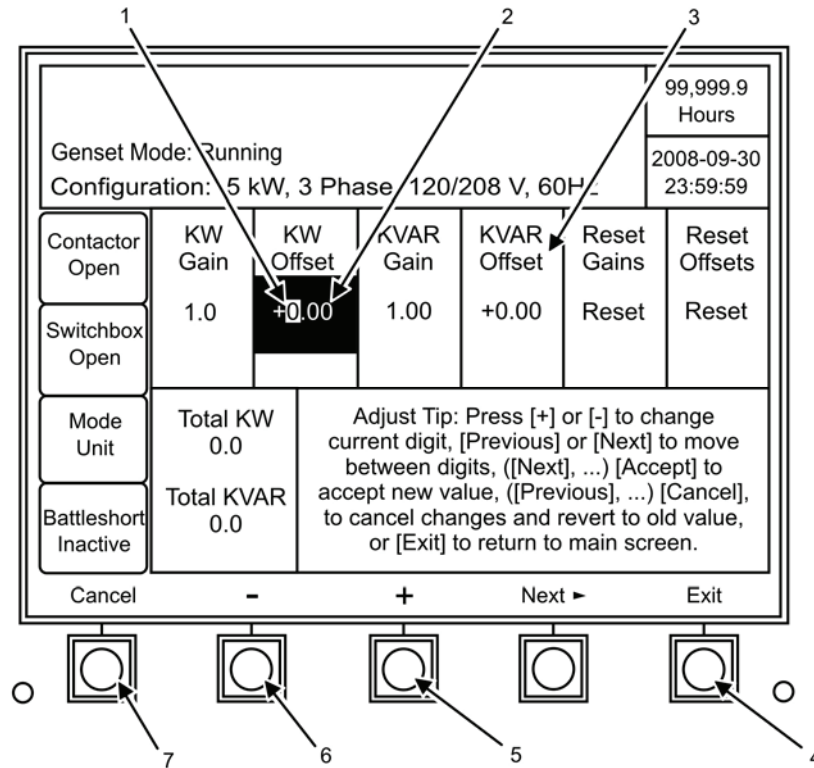 1 2 3
99,999.9
Hours
Genset Mode: Running
Configuration: 5 kW, 3 Phase 120/208 V, 60Hz
2008-09-30
23:59:59
Contactor
Open
Switchbox
Open
Mode
Unit
Battleshort
Inactive
KW
Gain
1.0
KW
Offset
+0.00
KVAR
Gain
1.00
KVAR
Offset
+0.00
Reset
Gains
Reset
Reset
Offsets
Reset
Total KW
0.0
Total KVAR
0.0
Adjust Tip: Press [+] or [-] to change
current digit, [Previous] or [Next] to move
between digits, ([Next], ...) [Accept] to
accept new value, ([Previous], ...) [Cancel],
to cancel changes and revert to old value,
or [Exit] to return to main screen.
Cancel - + Next ► Exit
7 6 5 4